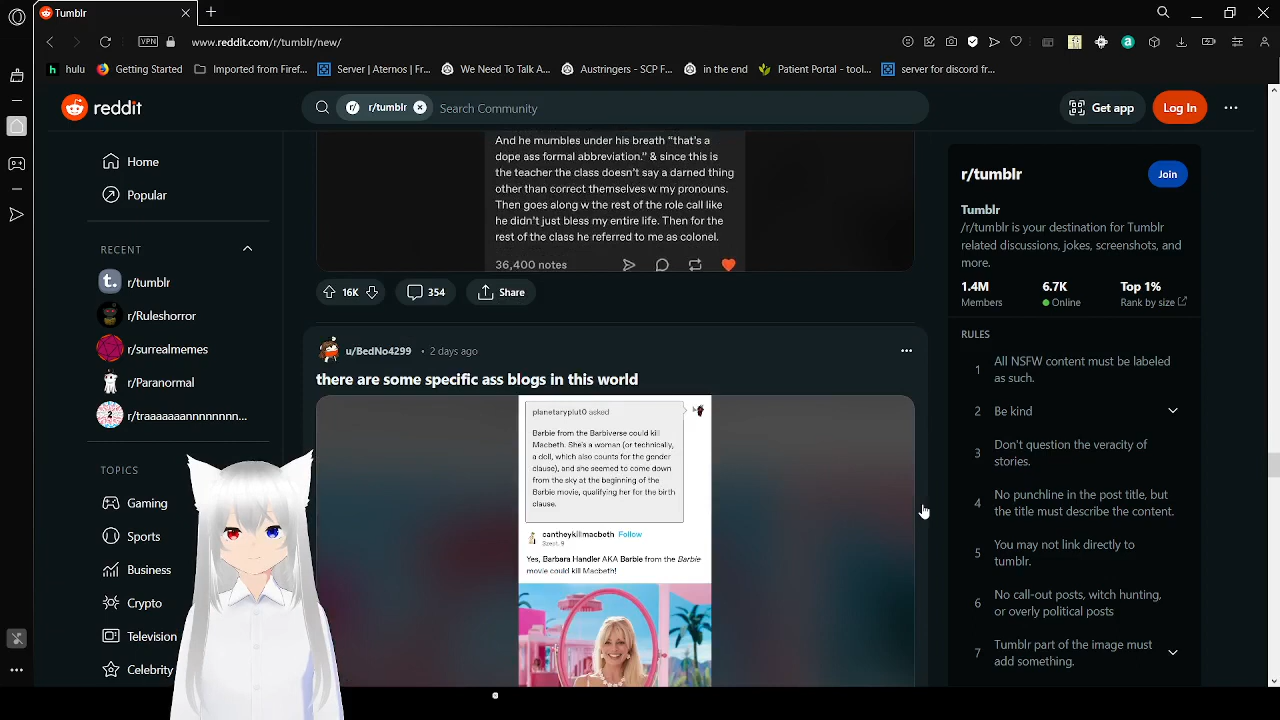 Tumblr
VPN
www.reddit.com/r/tumblr/new/
h hulu
Getting Started
Imported from Firef...
Server | Aternos | Fr...
We Need To Talk A...
Austringers - SCP F...
in the end
Patient Portal - tool...
server for discord fr...
reddit
r/ r/tumblr
Search Community
Get app
Log In
Home
Popular
RECENT
t. r/tumblr
r/Ruleshorror
r/surrealmemes
r/Paranormal
r/traaaaaaannnnnnnn...
TOPICS
Gaming
Sports
Business
Crypto
Television
Celebrity
And he mumbles under his breath “that’s a
dope ass formal abbreviation.” & since this is
the teacher the class doesn’t say a darned thing
other than correct themselves w my pronouns.
Then goes along w the rest of the role call like
he didn’t just bless my entire life. Then for the
rest of the class he referred to me as colonel.
36,400 notes
16K
354
Share
u/BedNo4299 • 2 days ago
there are some specific ass blogs in this world
planetaryplut0 asked
Barbie from the Barbiverse could kill
Macbeth. She's a woman (or technically,
a doll, which also counts for the gender
clause), and she seemed to come down
from the sky at the beginning of the
Barbie movie, qualifying her for the birth
clause.
cantheykillmacbeth Follow
Yes, Barbara Handler AKA Barbie from the Barbie
movie could kill Macbeth!
r/tumblr
Join
Tumblr
/r/tumblr is your destination for Tumblr
related discussions, jokes, screenshots, and
more.
1.4M
Members
6.7K
Online
Top 1%
Rank by size
RULES
1 All NSFW content must be labeled
as such.
2 Be kind
3 Don't question the veracity of
stories.
4 No punchline in the post title, but
the title must describe the content.
5 You may not link directly to
tumblr.
6 No call-out posts, witch hunting,
or overly political posts
7 Tumblr part of the image must
add something.